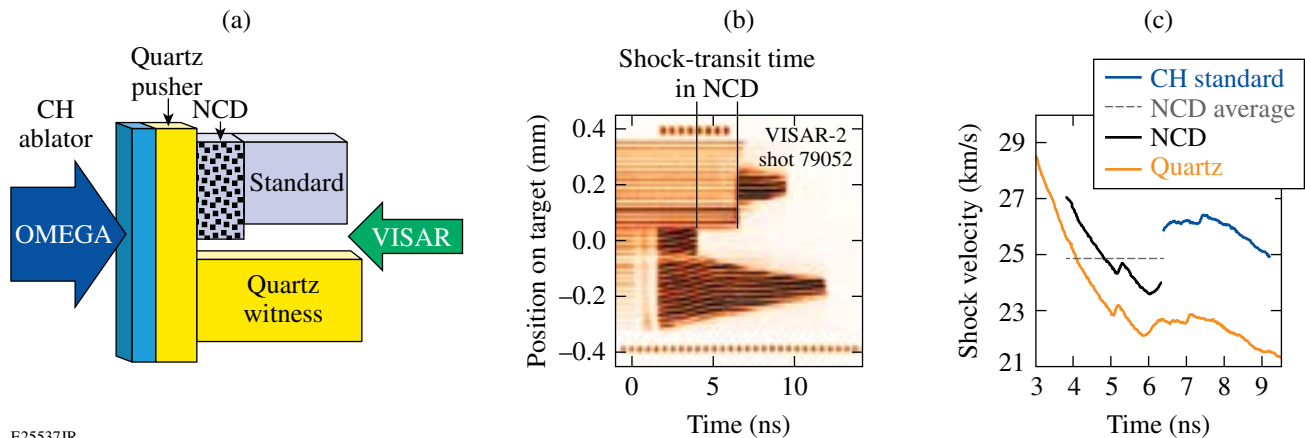 (a)
Quartz
pusher
CH
ablator
NCD
Standard
OMEGA
VISAR
Quartz
witness
E25537JR
(b)
Shock-transit time
in NCD
VISAR-2
shot 79052
Position on target (mm)
0.4
0.2
0.0
−0.2
−0.4
0
5
10
Time (ns)
(c)
CH standard
NCD average
NCD
Quartz
Shock velocity (km/s)
29
27
25
23
21
3
4
5
6
7
8
9
Time (ns)